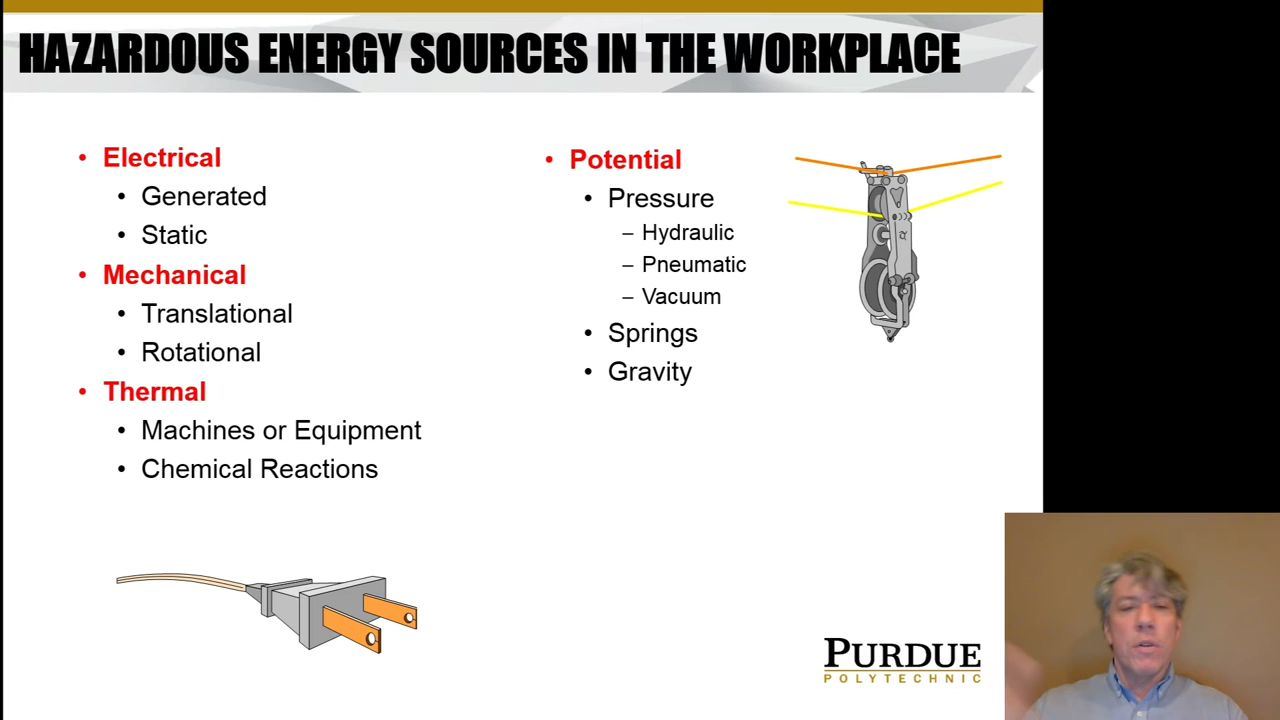 HAZARDOUS ENERGY SOURCES IN THE WORKPLACE
• Electrical
• Generated
• Static
• Mechanical
• Translational
• Rotational
• Thermal
• Machines or Equipment
• Chemical Reactions
• Potential
• Pressure
– Hydraulic
– Pneumatic
– Vacuum
• Springs
• Gravity
PURDUE
POLYTECHNIC